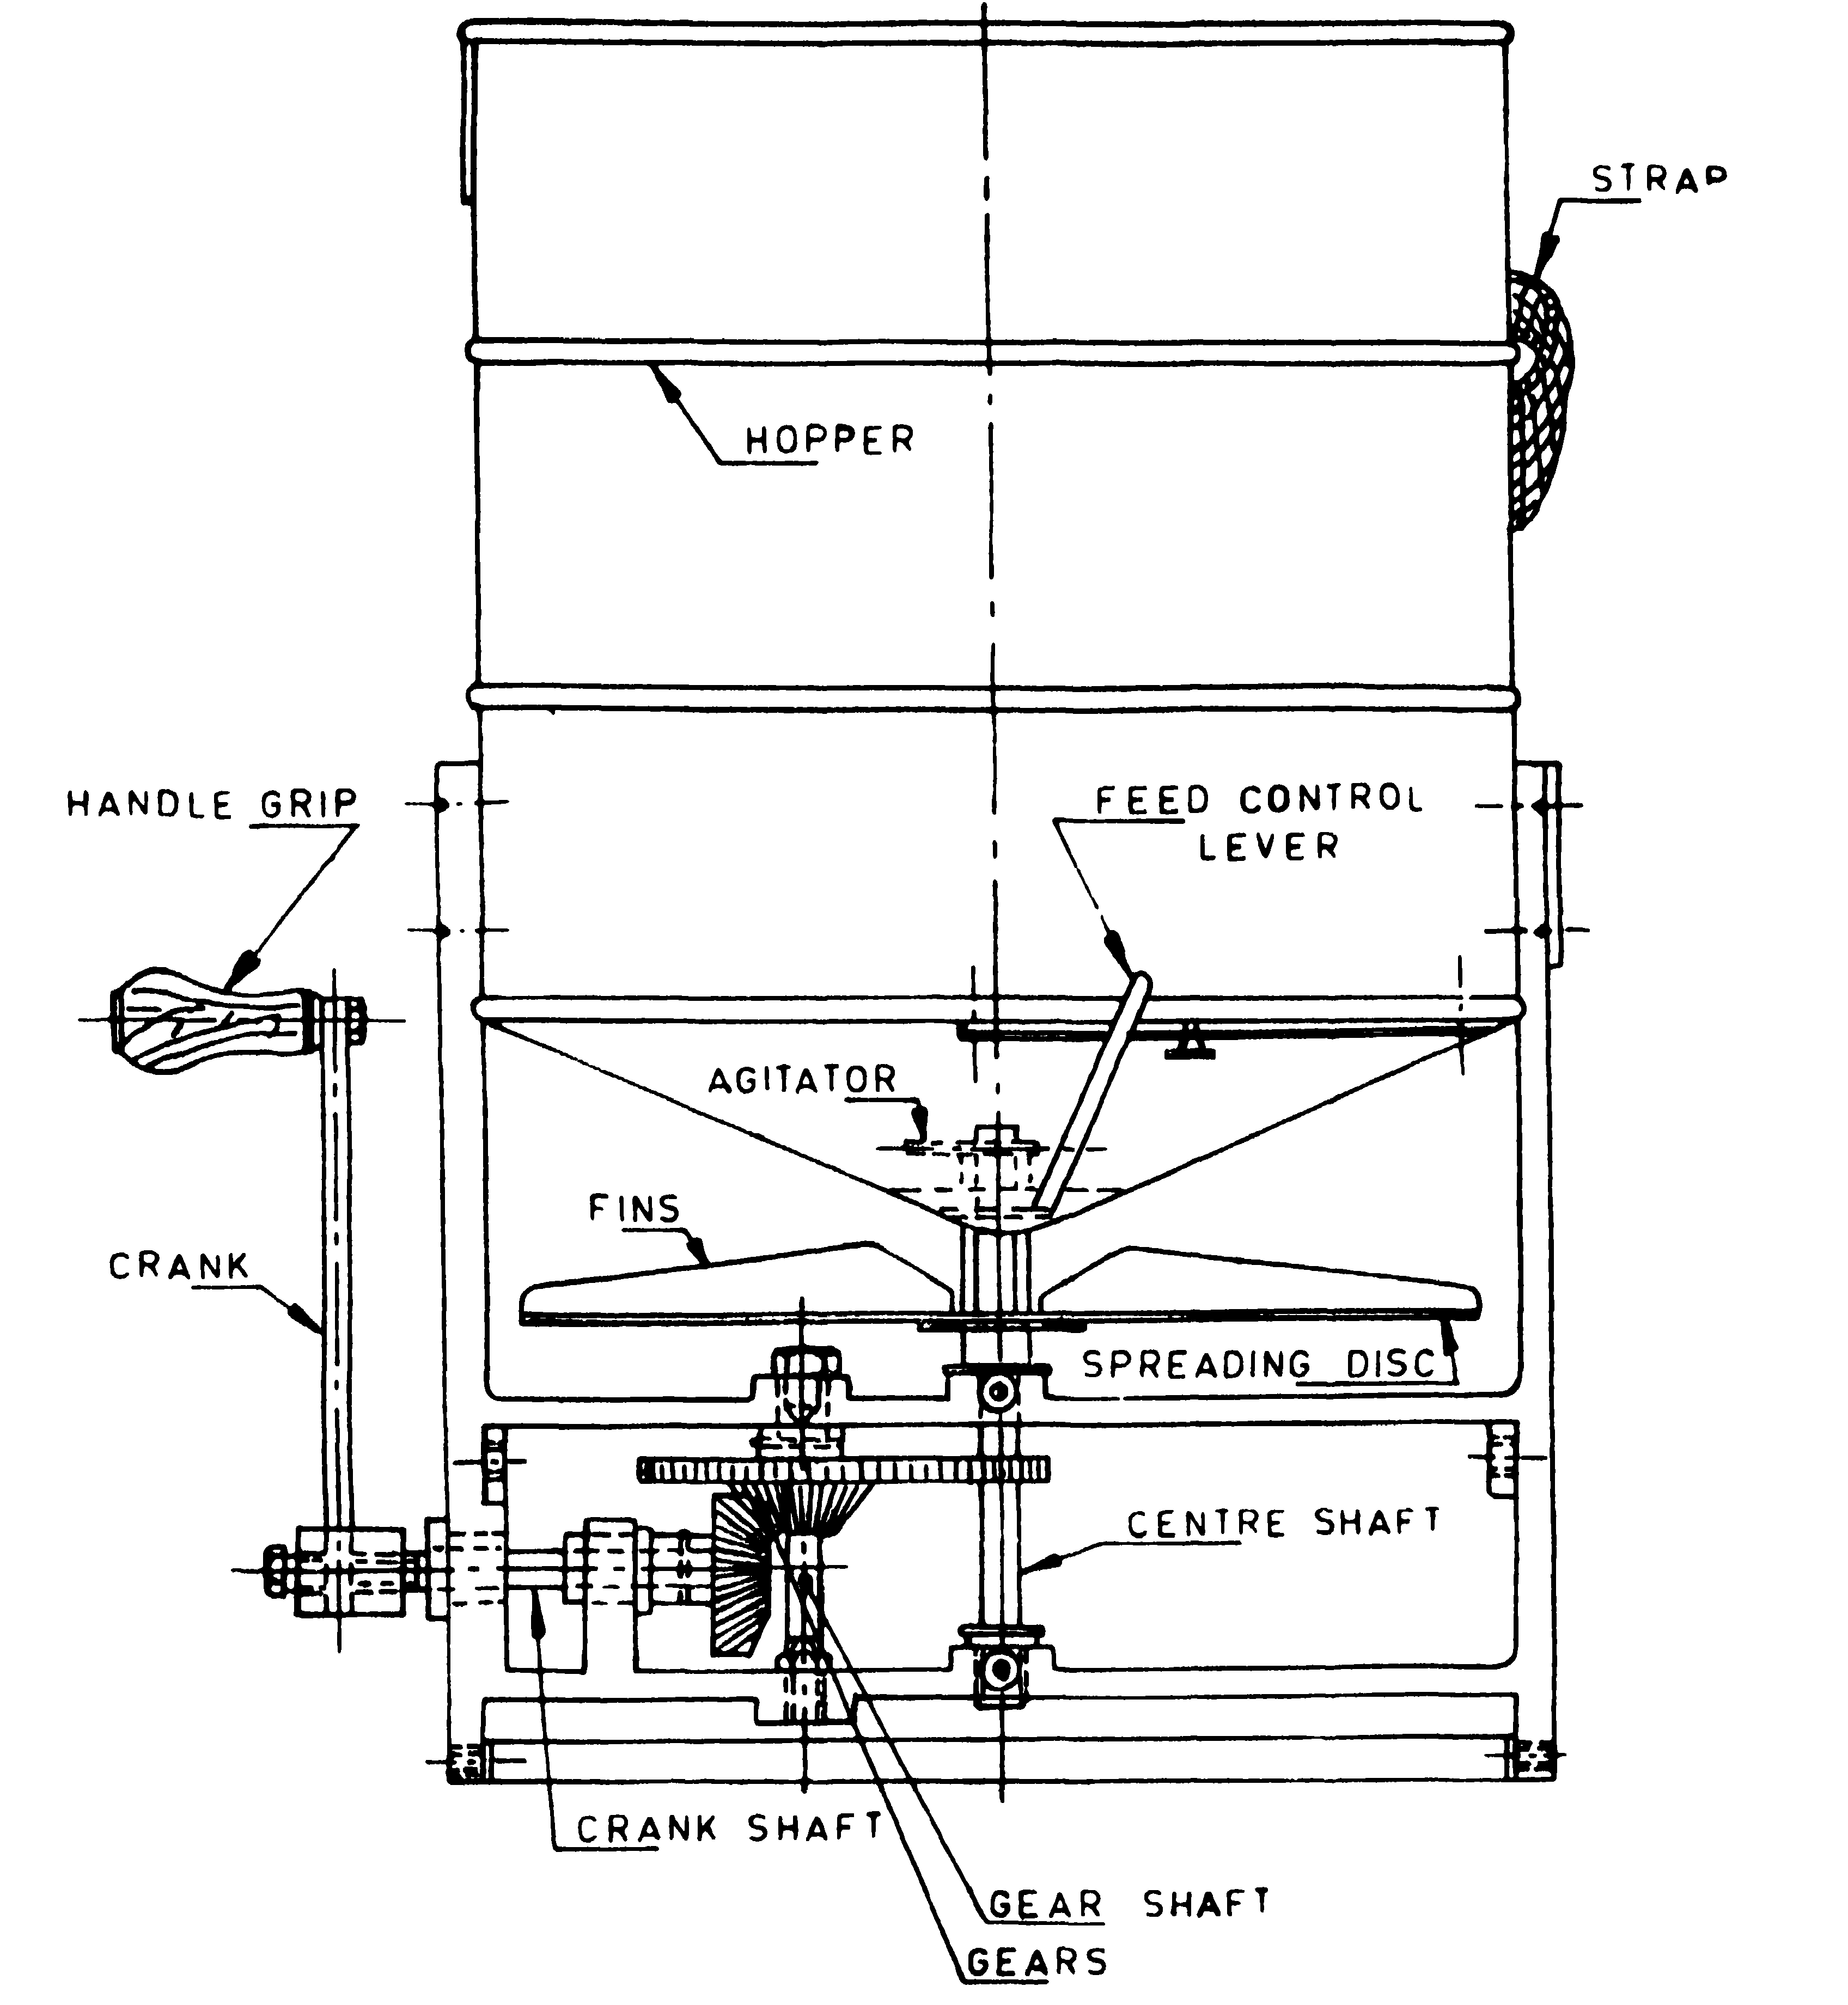 STRAP
HOPPER
HANDLE GRIP
FEED CONTROL
LEVER
AGITATOR
FINS
CRANK
SPREADING DISC
CENTRE SHAFT
CRANK SHAFT
GEAR SHAFT
GEARS